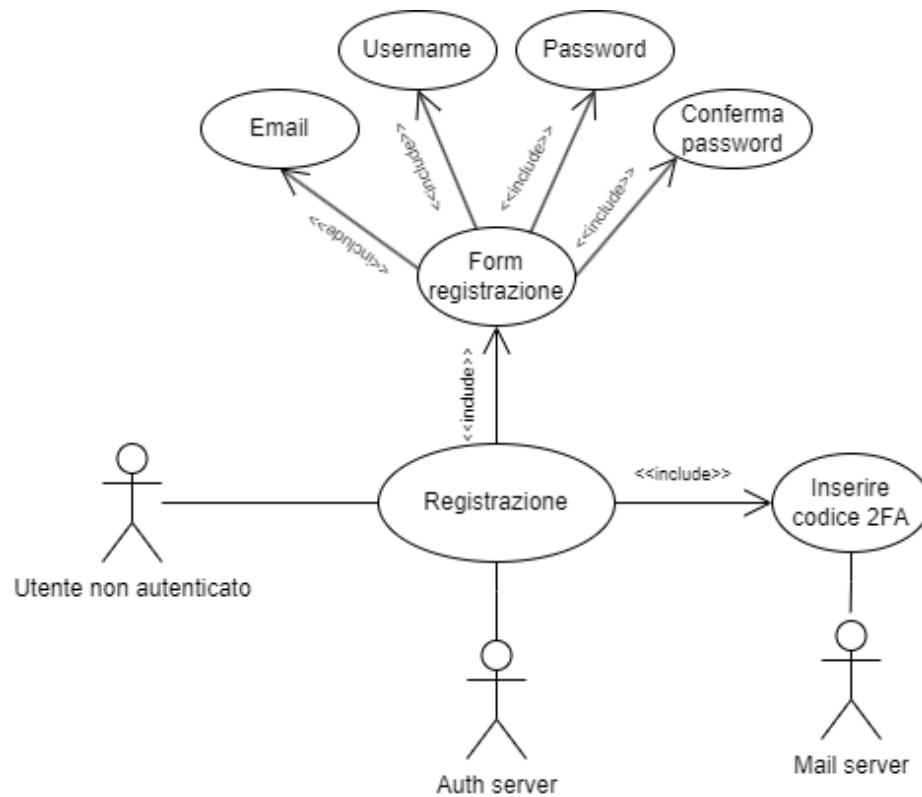 Username
Password
Email
Conferma
password
<<include>>
<<include>>
<<include>>
<<include>>
Form
registrazione
<<include>>
Registrazione
<<include>>
Inserire
codice 2FA
Utente non autenticato
Auth server
Mail server